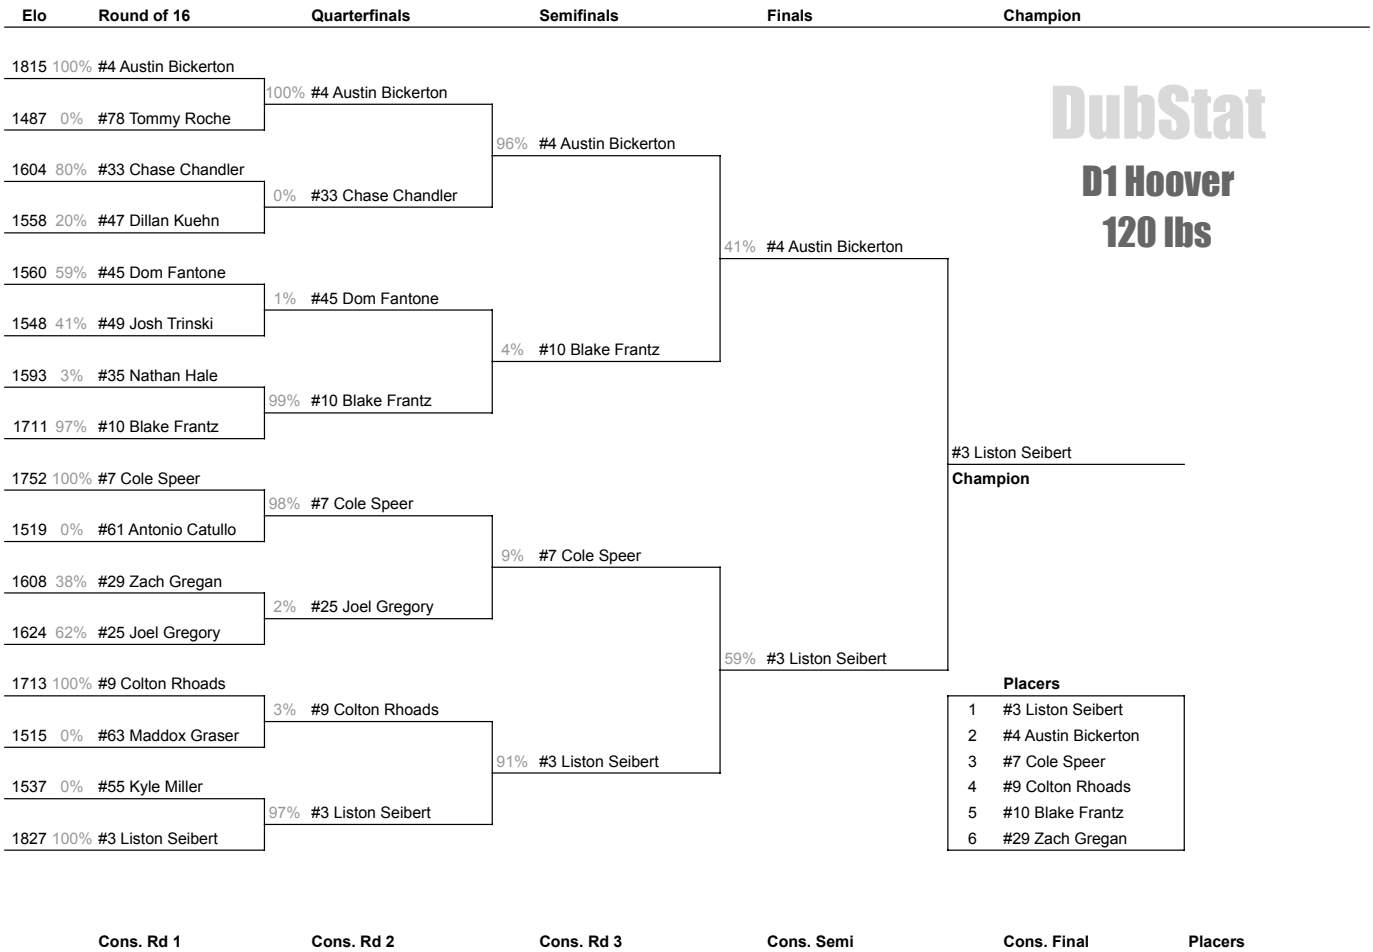 Elo Round of 16 Quarterfinals Semifinals Finals Champion
1815 100% #4 Austin Bickerton
100% #4 Austin Bickerton
DubStat
1487 0% #78 Tommy Roche
96% #4 Austin Bickerton
1604 80% #33 Chase Chandler
D1 Hoover
0% #33 Chase Chandler
1558 20% #47 Dillan Kuehn
120 lbs
41% #4 Austin Bickerton
1560 59% #45 Dom Fantone
1% #45 Dom Fantone
1548 41% #49 Josh Trinski
4% #10 Blake Frantz
1593 3% #35 Nathan Hale
99% #10 Blake Frantz
1711 97% #10 Blake Frantz
#3 Liston Seibert
1752 100% #7 Cole Speer
Champion
98% #7 Cole Speer
1519 0% #61 Antonio Catullo
9% #7 Cole Speer
1608 38% #29 Zach Gregan
2% #25 Joel Gregory
1624 62% #25 Joel Gregory
59% #3 Liston Seibert
1713 100% #9 Colton Rhoads
Placers
3% #9 Colton Rhoads
1 #3 Liston Seibert
1515 0% #63 Maddox Graser
2 #4 Austin Bickerton
91% #3 Liston Seibert
3 #7 Cole Speer
1537 0% #55 Kyle Miller
4 #9 Colton Rhoads
97% #3 Liston Seibert
5 #10 Blake Frantz
1827 100% #3 Liston Seibert
6 #29 Zach Gregan
Cons. Rd 1 Cons. Rd 2 Cons. Rd 3 Cons. Semi Cons. Final Placers